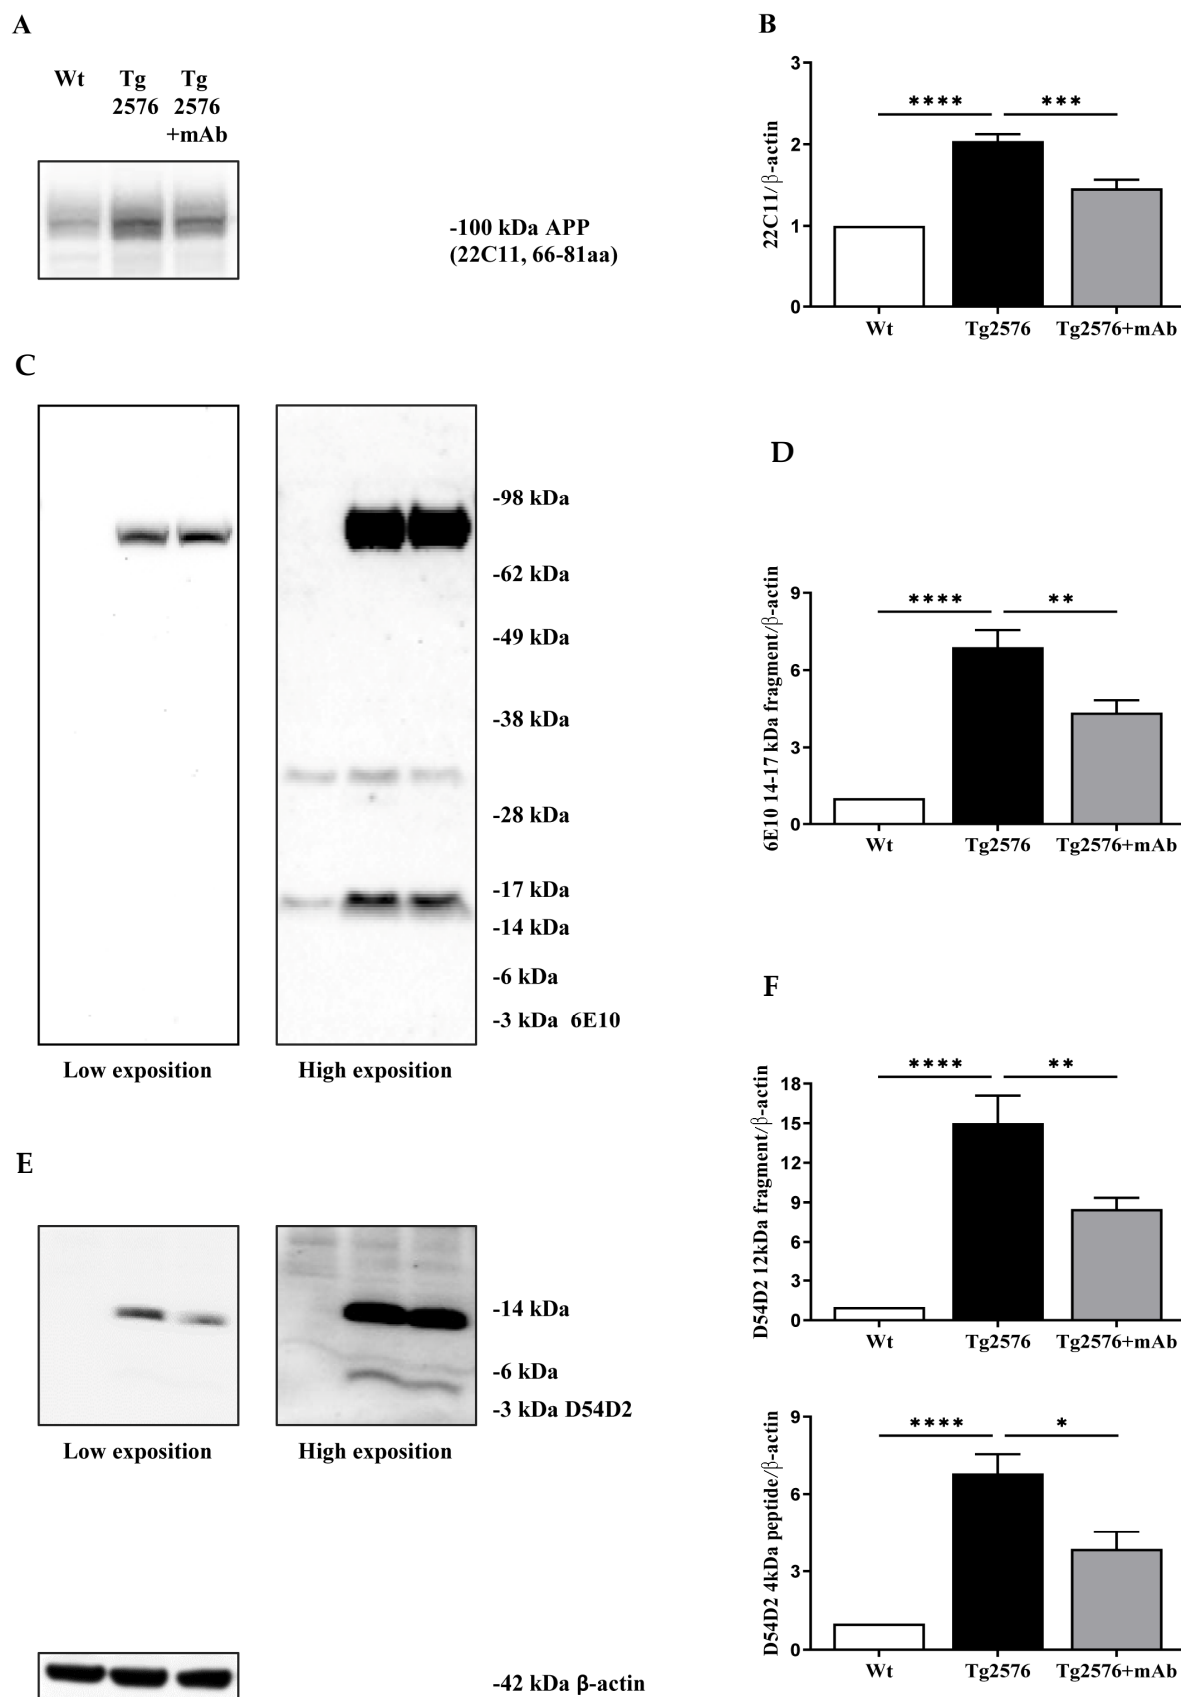 A
Wt
Tg
2576
Tg
2576
+mAb
-100 kDa APP
(22C11, 66-81aa)
B
22C11/β-actin
3
2
1
0
****
***
Wt
Tg2576
Tg2576+mAb
C
-98 kDa
-62 kDa
-49 kDa
-38 kDa
-28 kDa
-17 kDa
-14 kDa
-6 kDa
-3 kDa 6E10
Low exposition
High exposition
D
6E10 14-17 kDa fragment/β-actin
9
6
3
0
****
**
Wt
Tg2576
Tg2576+mAb
E
-14 kDa
-6 kDa
-3 kDa D54D2
Low exposition
High exposition
-42 kDa β-actin
F
D54D2 12kDa fragment/β-actin
18
15
12
9
6
3
0
****
**
Wt
Tg2576
Tg2576+mAb
D54D2 4kDa peptide/β-actin
9
6
3
0
****
*
Wt
Tg2576
Tg2576+mAb